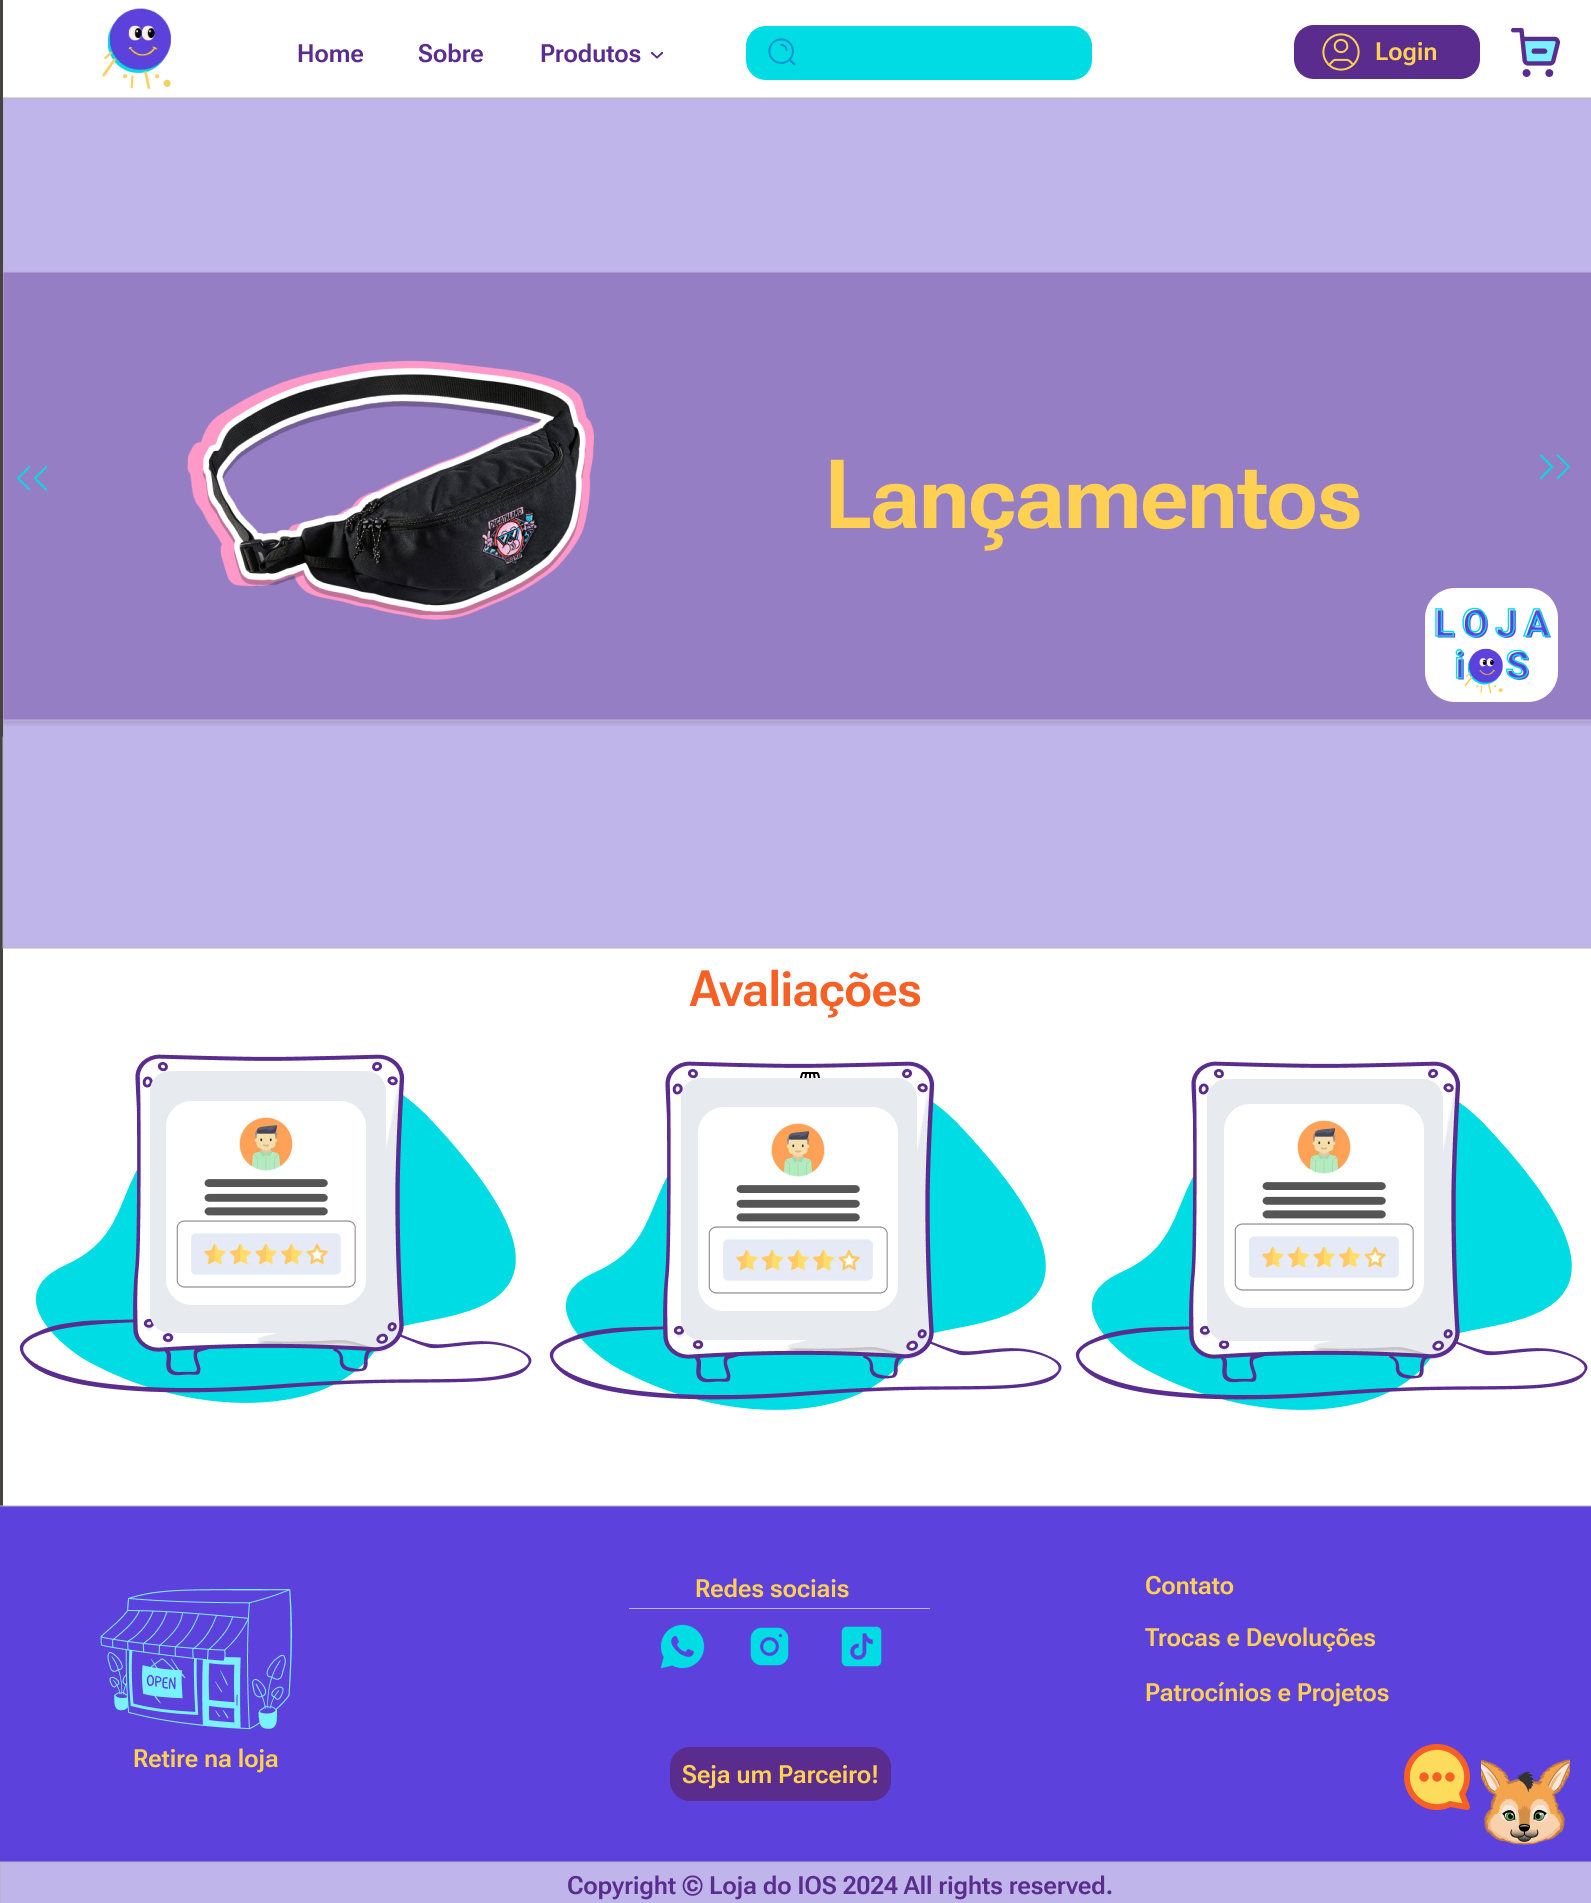 Home
Sobre
Produtos
Login
Lançamentos
LOJA
iOS
Avaliações
OPEN
Retire na loja
Redes sociais
Seja um Parceiro!
Contato
Trocas e Devoluções
Patrocínios e Projetos
Copyright © Loja do IOS 2024 All rights reserved.